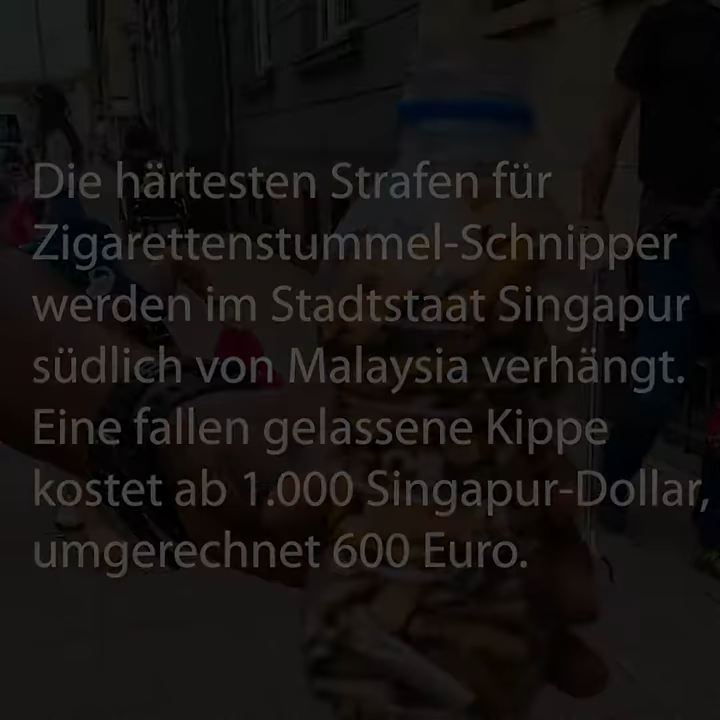 Die härtesten Strafen für
Zigarettenstummel-Schnipper
werden im Stadtstaat Singapur
südlich von Malaysia verhängt.
Eine fallen gelassene Kippe
kostet ab 1.000 Singapur-Dollar,
umgerechnet 600 Euro.